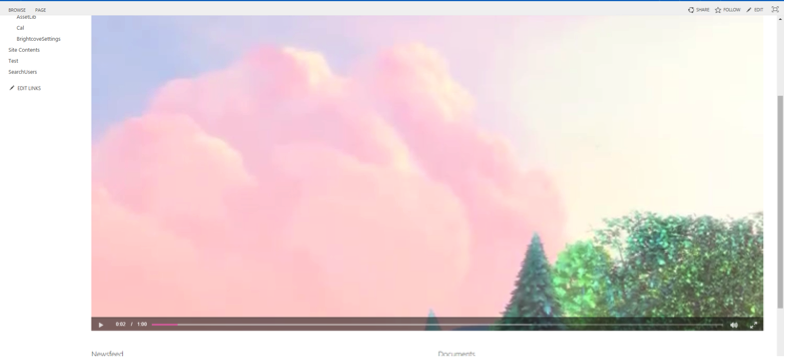 BROWSE PAGE SHARE FOLLOW EDIT
AssetLib
Cal
BrightcoveSettings
Site Contents
Test
SearchUsers
EDIT LINKS
0:02 / 1:00
Newsfeed Documents